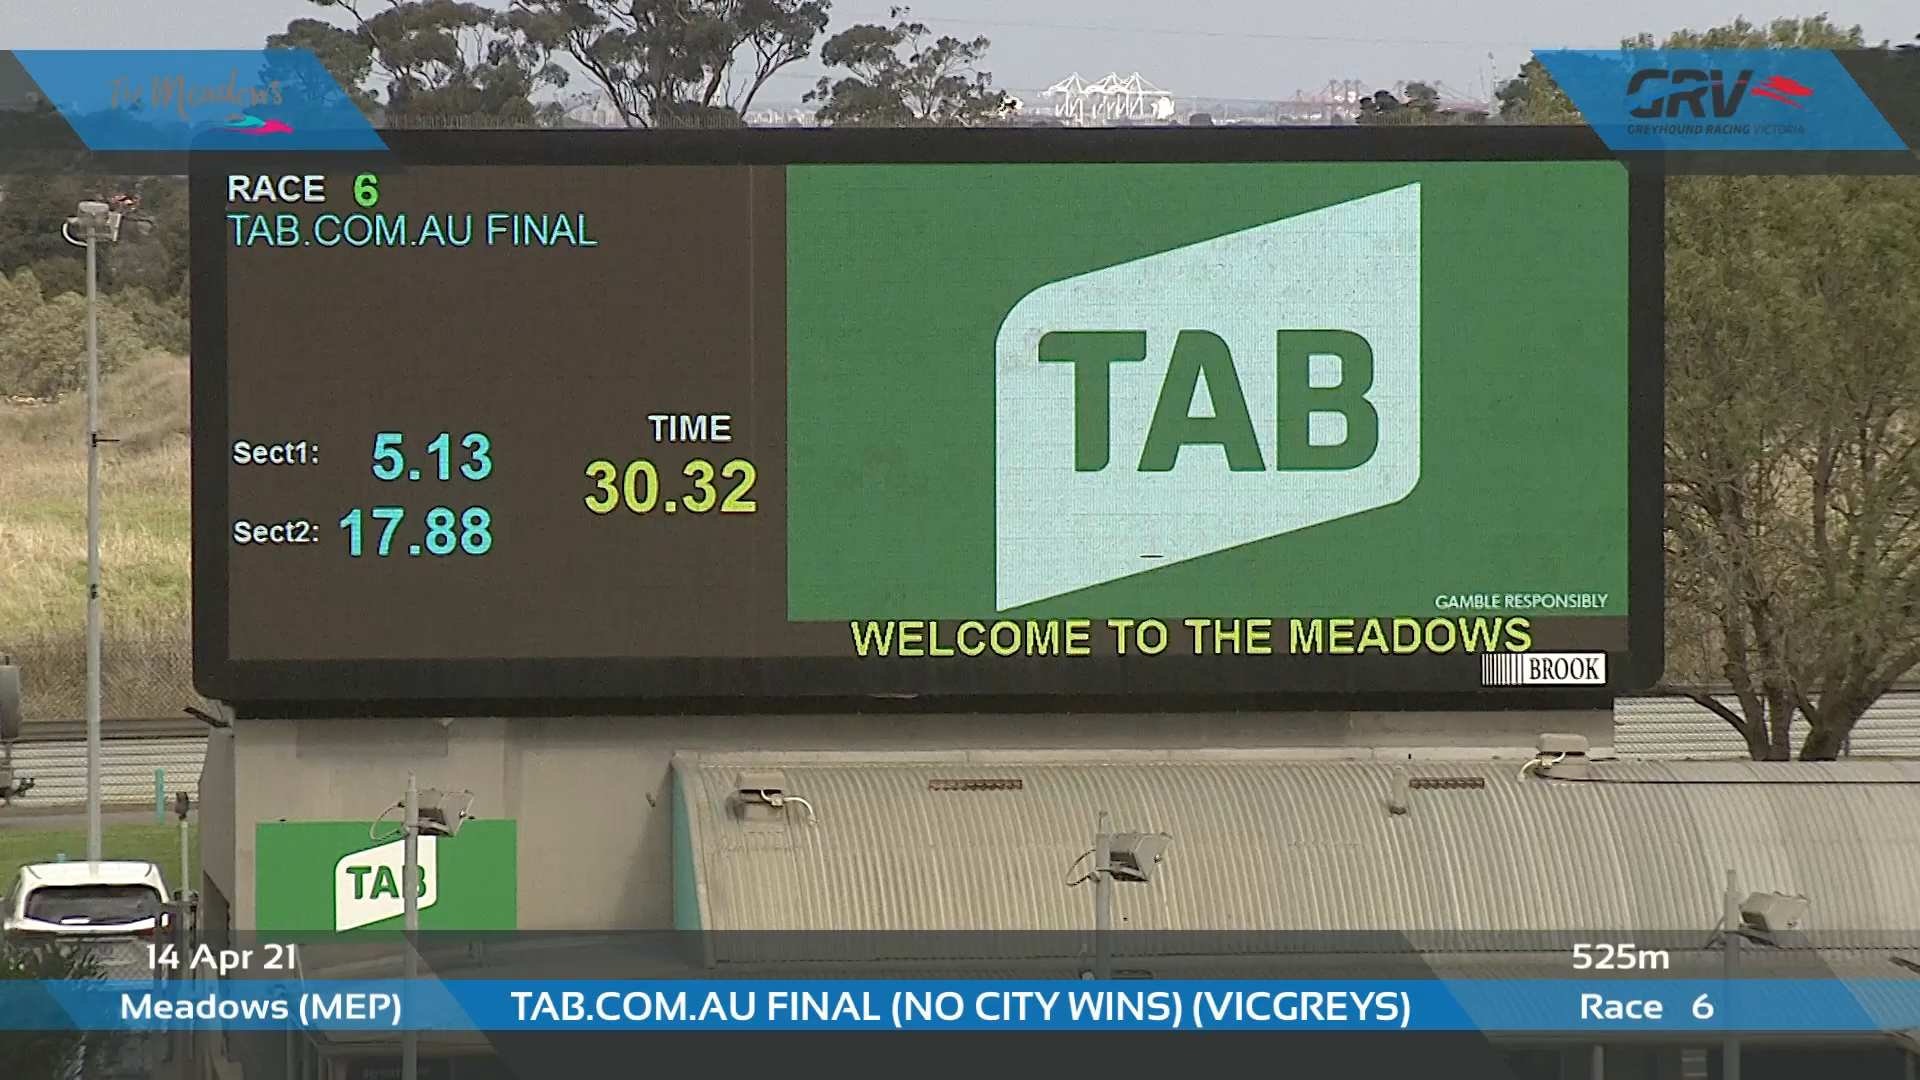 The Meadows
GRV
GREYHOUND RACING VICTORIA
RACE 6
TAB.COM.AU FINAL
Sect1: 5.13
Sect2: 17.88
TIME
30.32
TAB
GAMBLE RESPONSIBLY
WELCOME TO THE MEADOWS
BROOK
TAB
14 Apr 21
525m
Meadows (MEP)
TAB.COM.AU FINAL (NO CITY WINS) (VICGREYS)
Race 6